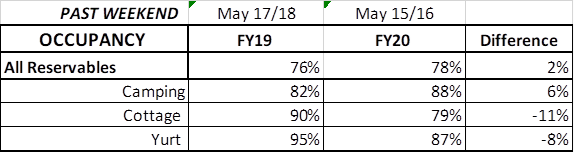 PAST WEEKEND May 17/18 May 15/16
OCCUPANCY FY19 FY20 Difference
All Reservables 76% 78% 2%
Camping 82% 88% 6%
Cottage 90% 79% -11%
Yurt 95% 87% -8%